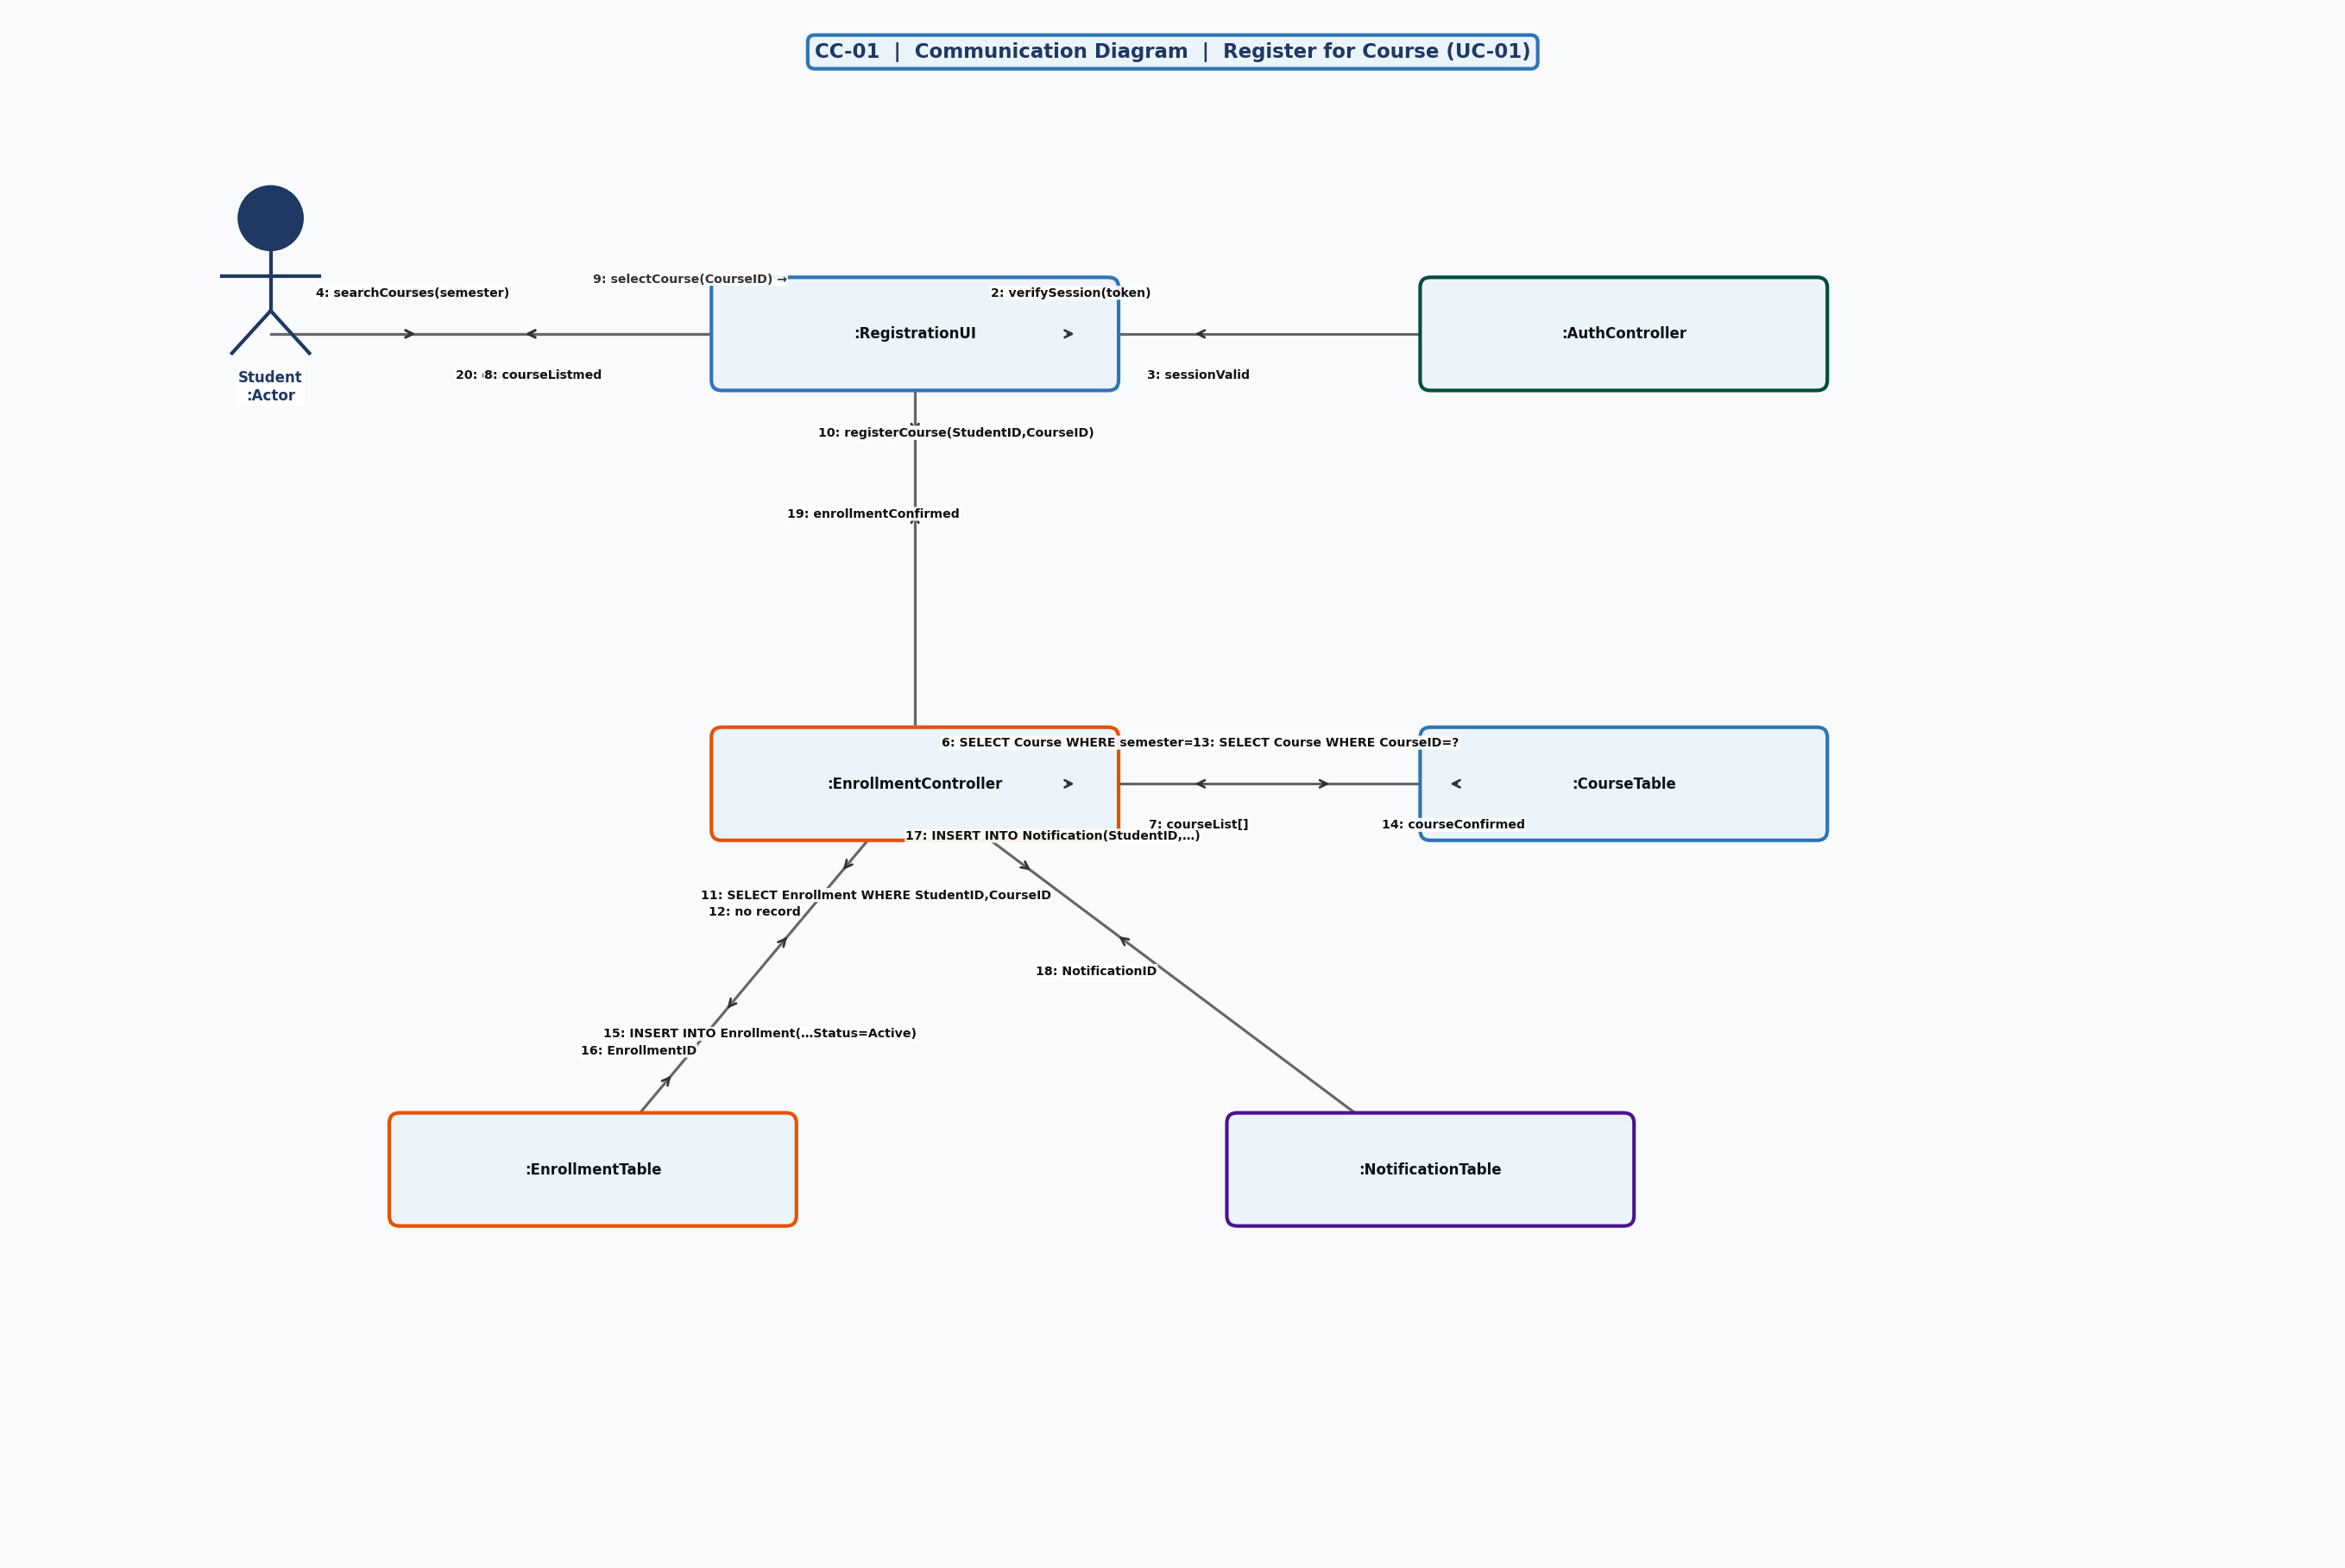 CC-01 | Communication Diagram | Register for Course (UC-01)
9: selectCourse(CourseID) →
4: searchCourses(semester)
2: verifySession(token)
:RegistrationUI
:AuthController
Student
:Actor
20:
8: courseList
3: sessionValid
10: registerCourse(StudentID,CourseID)
19: enrollmentConfirmed
6: SELECT Course WHERE semester=
13: SELECT Course WHERE CourseID=?
:EnrollmentController
:CourseTable
7: courseList[]
14: courseConfirmed
17: INSERT INTO Notification(StudentID,…)
11: SELECT Enrollment WHERE StudentID,CourseID
12: no record
18: NotificationID
15: INSERT INTO Enrollment(…Status=Active)
16: EnrollmentID
:EnrollmentTable
:NotificationTable